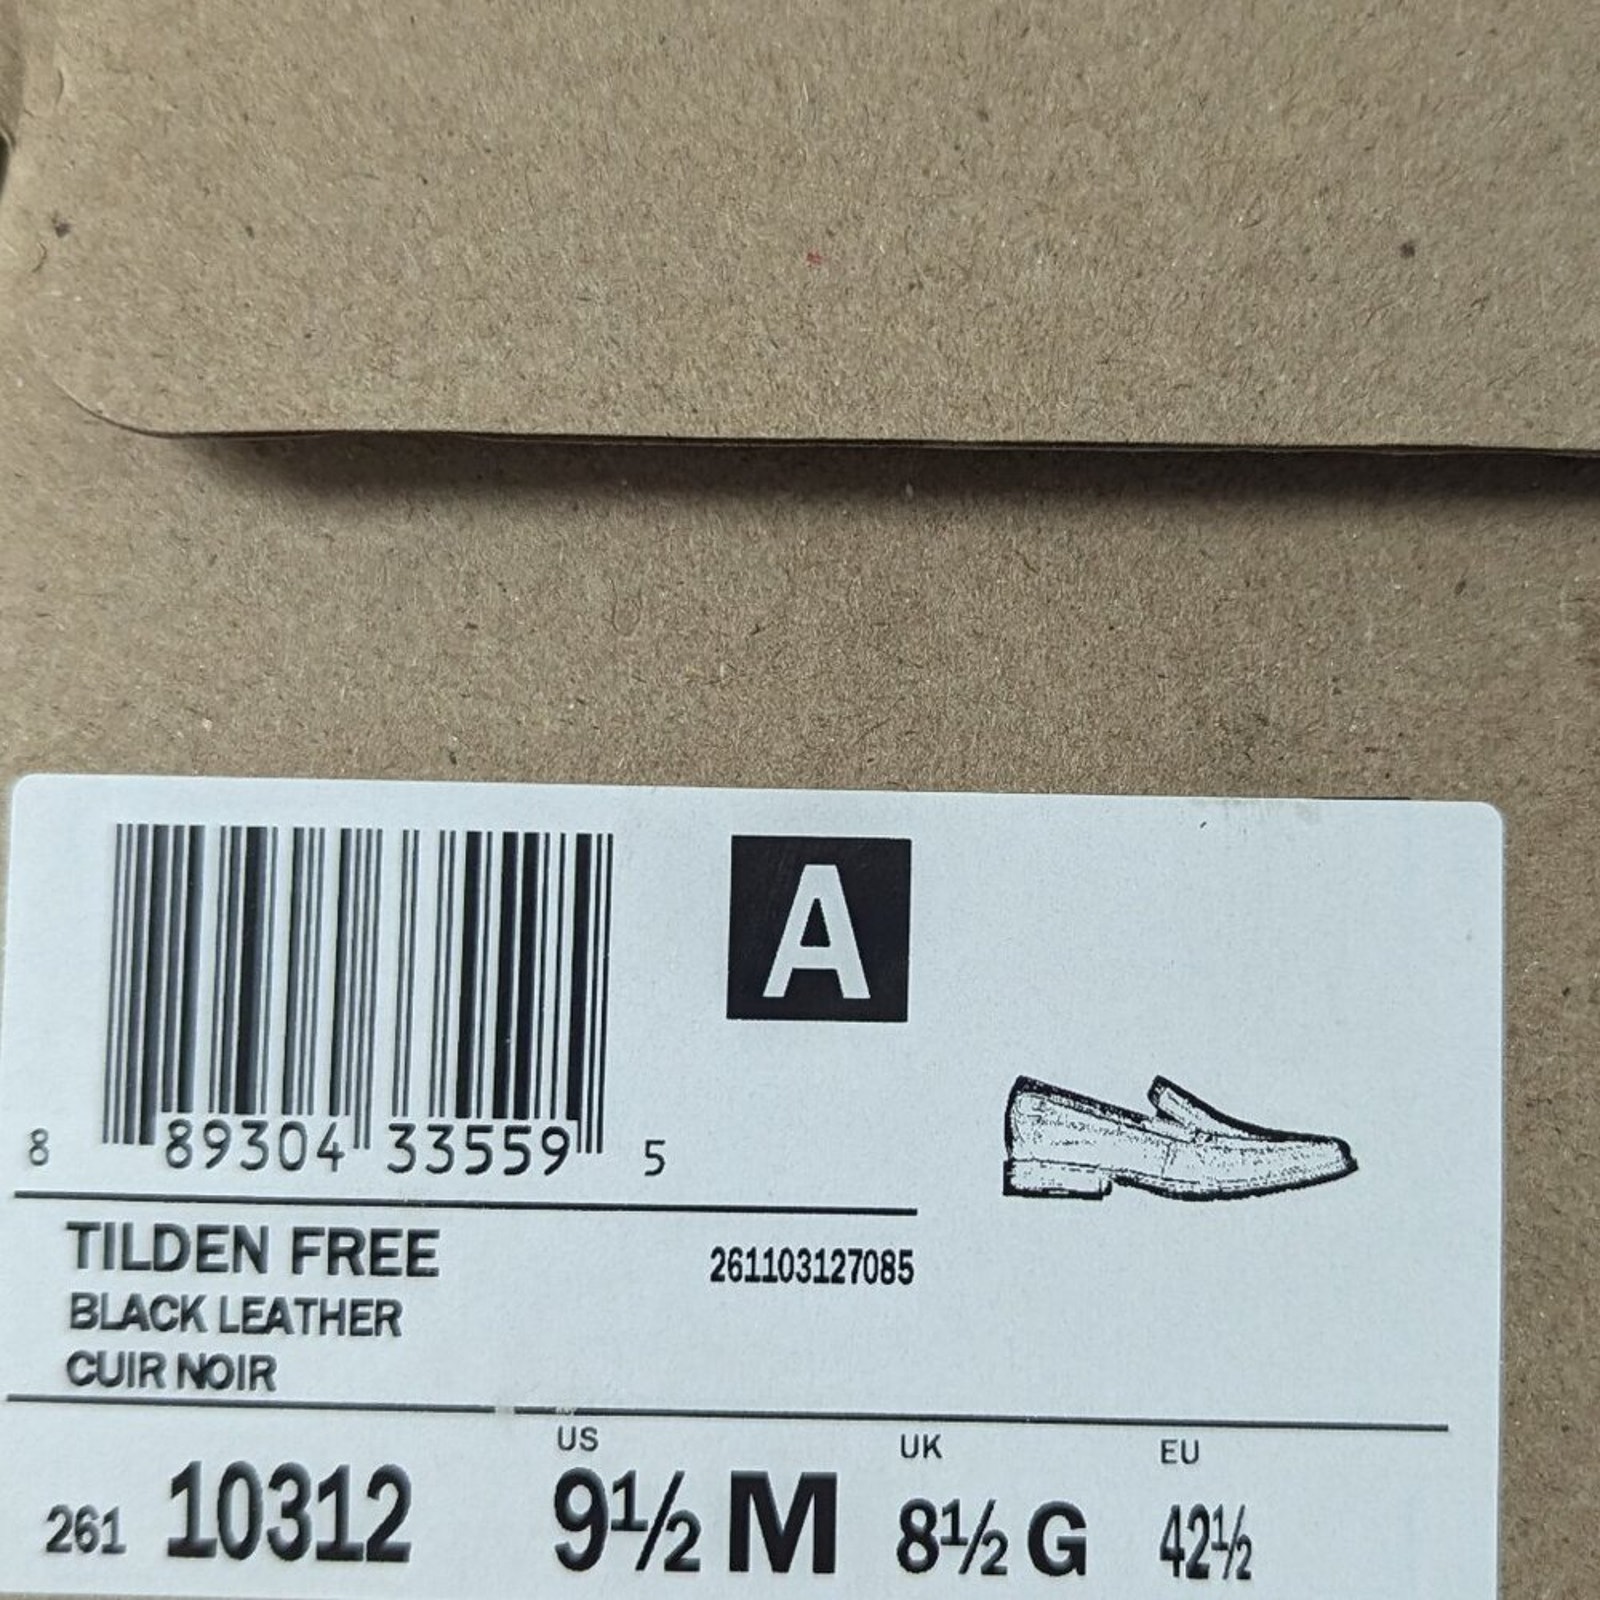 A
8 89304 33559 5
TILDEN FREE
261103127085
BLACK LEATHER
CUIR NOIR
US UK EU
261 10312 9½ M 8½ G 42½